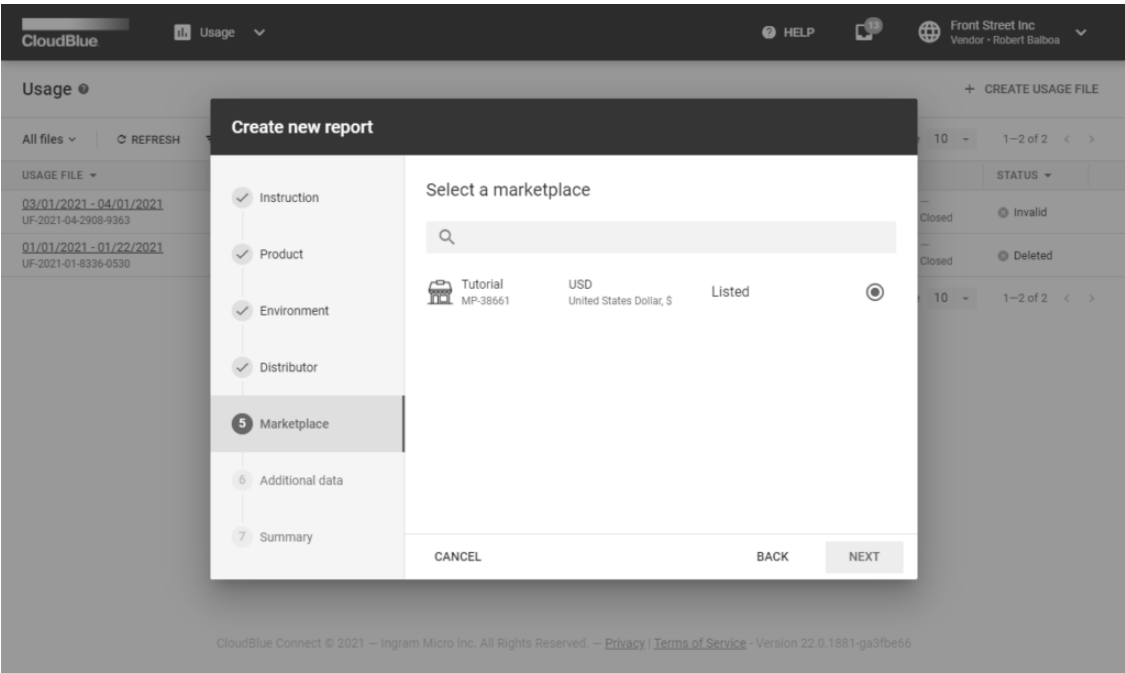 CloudBlue
Usage
HELP
13
Front Street Inc
Vendor • Robert Balboa
Usage
+ CREATE USAGE FILE
Create new report
All files
REFRESH
10
1–2 of 2 < >
USAGE FILE
STATUS
03/01/2021 - 04/01/2021
UF-2021-04-2908-9363
—
Closed
Invalid
01/01/2021 - 01/22/2021
UF-2021-01-8336-0530
—
Closed
Deleted
10
1–2 of 2 < >
Instruction
Product
Environment
Distributor
5 Marketplace
6 Additional data
7 Summary
Select a marketplace
Tutorial
MP-38661
USD
United States Dollar, $
Listed
CANCEL
BACK
NEXT
CloudBlue Connect © 2021 — Ingram Micro Inc. All Rights Reserved. — Privacy | Terms of Service - Version 22.0.1881-ga3fbe66